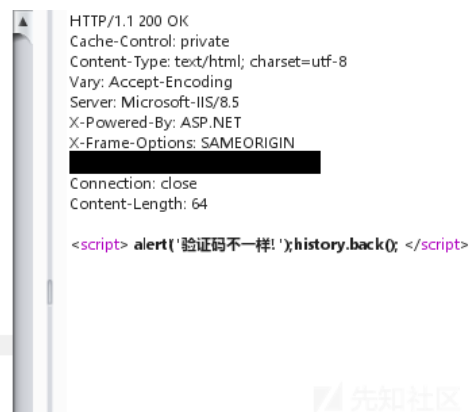 HTTP/1.1 200 OK
Cache-Control: private
Content-Type: text/html; charset=utf-8
Vary: Accept-Encoding
Server: Microsoft-IIS/8.5
X-Powered-By: ASP.NET
X-Frame-Options: SAMEORIGIN
Connection: close
Content-Length: 64
<script> alert('验证码不一样!');history.back(); </script>
先知社区